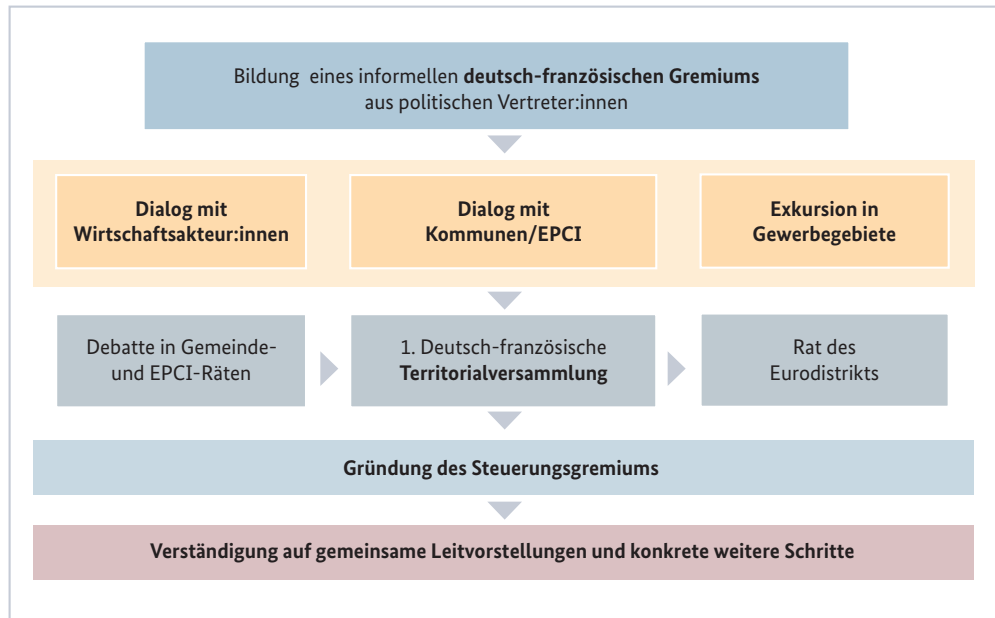 Bildung eines informellen deutsch-französischen Gremiums
aus politischen Vertreter:innen
Dialog mit
Wirtschaftsakteur:innen
Dialog mit
Kommunen/EPCI
Exkursion in
Gewerbegebiete
Debatte in Gemeinde-
und EPCI-Räten
1. Deutsch-französische
Territorialversammlung
Rat des
Eurodistrikts
Gründung des Steuerungsgremiums
Verständigung auf gemeinsame Leitvorstellungen und konkrete weitere Schritte